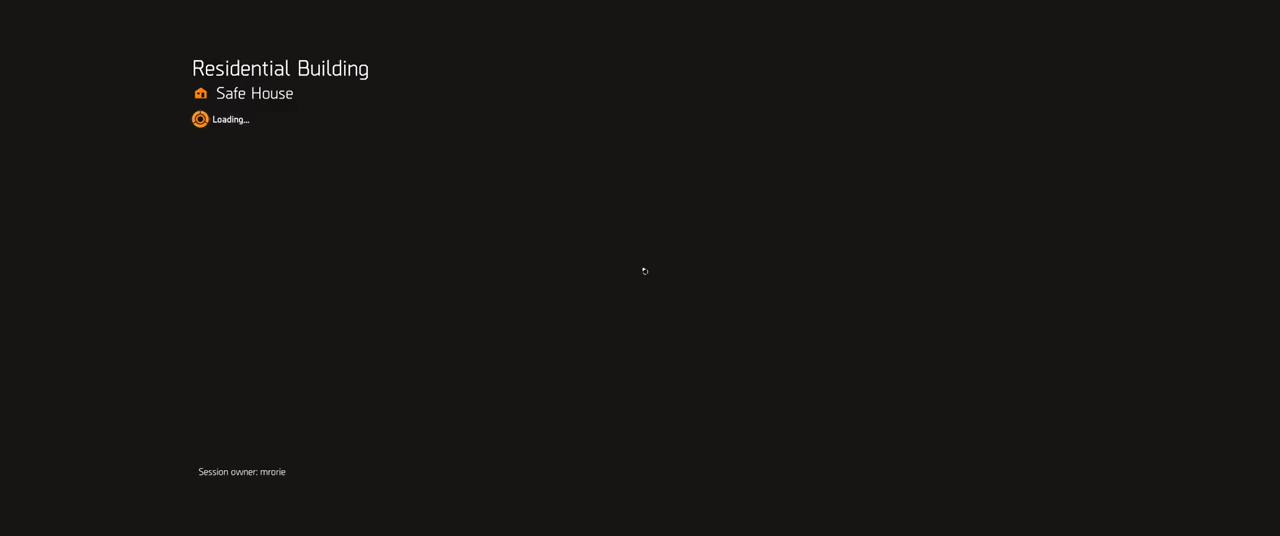 Residential Building
Safe House
Loading...
Session owner: mrorie